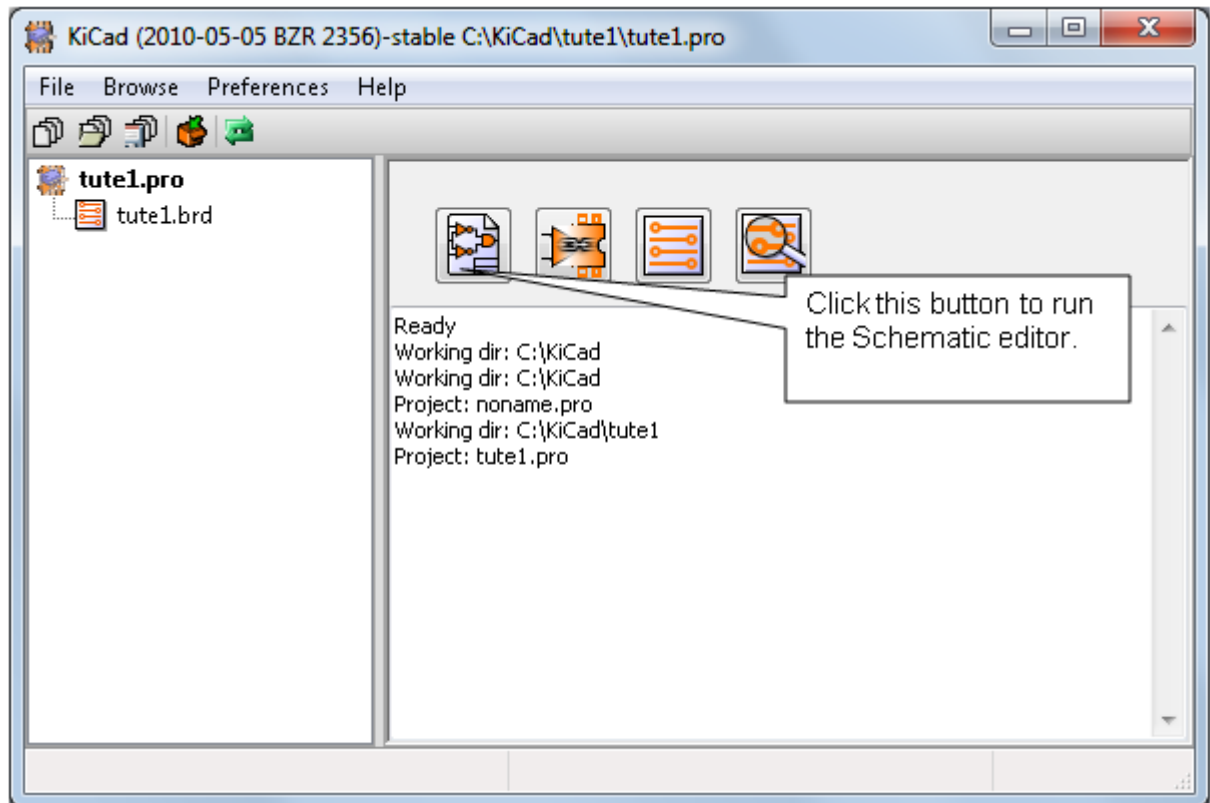 KiCad (2010-05-05 BZR 2356)-stable C:\KiCad\tute1\tute1.pro
File Browse Preferences Help
tute1.pro
tute1.brd
Click this button to run
the Schematic editor.
Ready
Working dir: C:\KiCad
Working dir: C:\KiCad
Project: noname.pro
Working dir: C:\KiCad\tute1
Project: tute1.pro